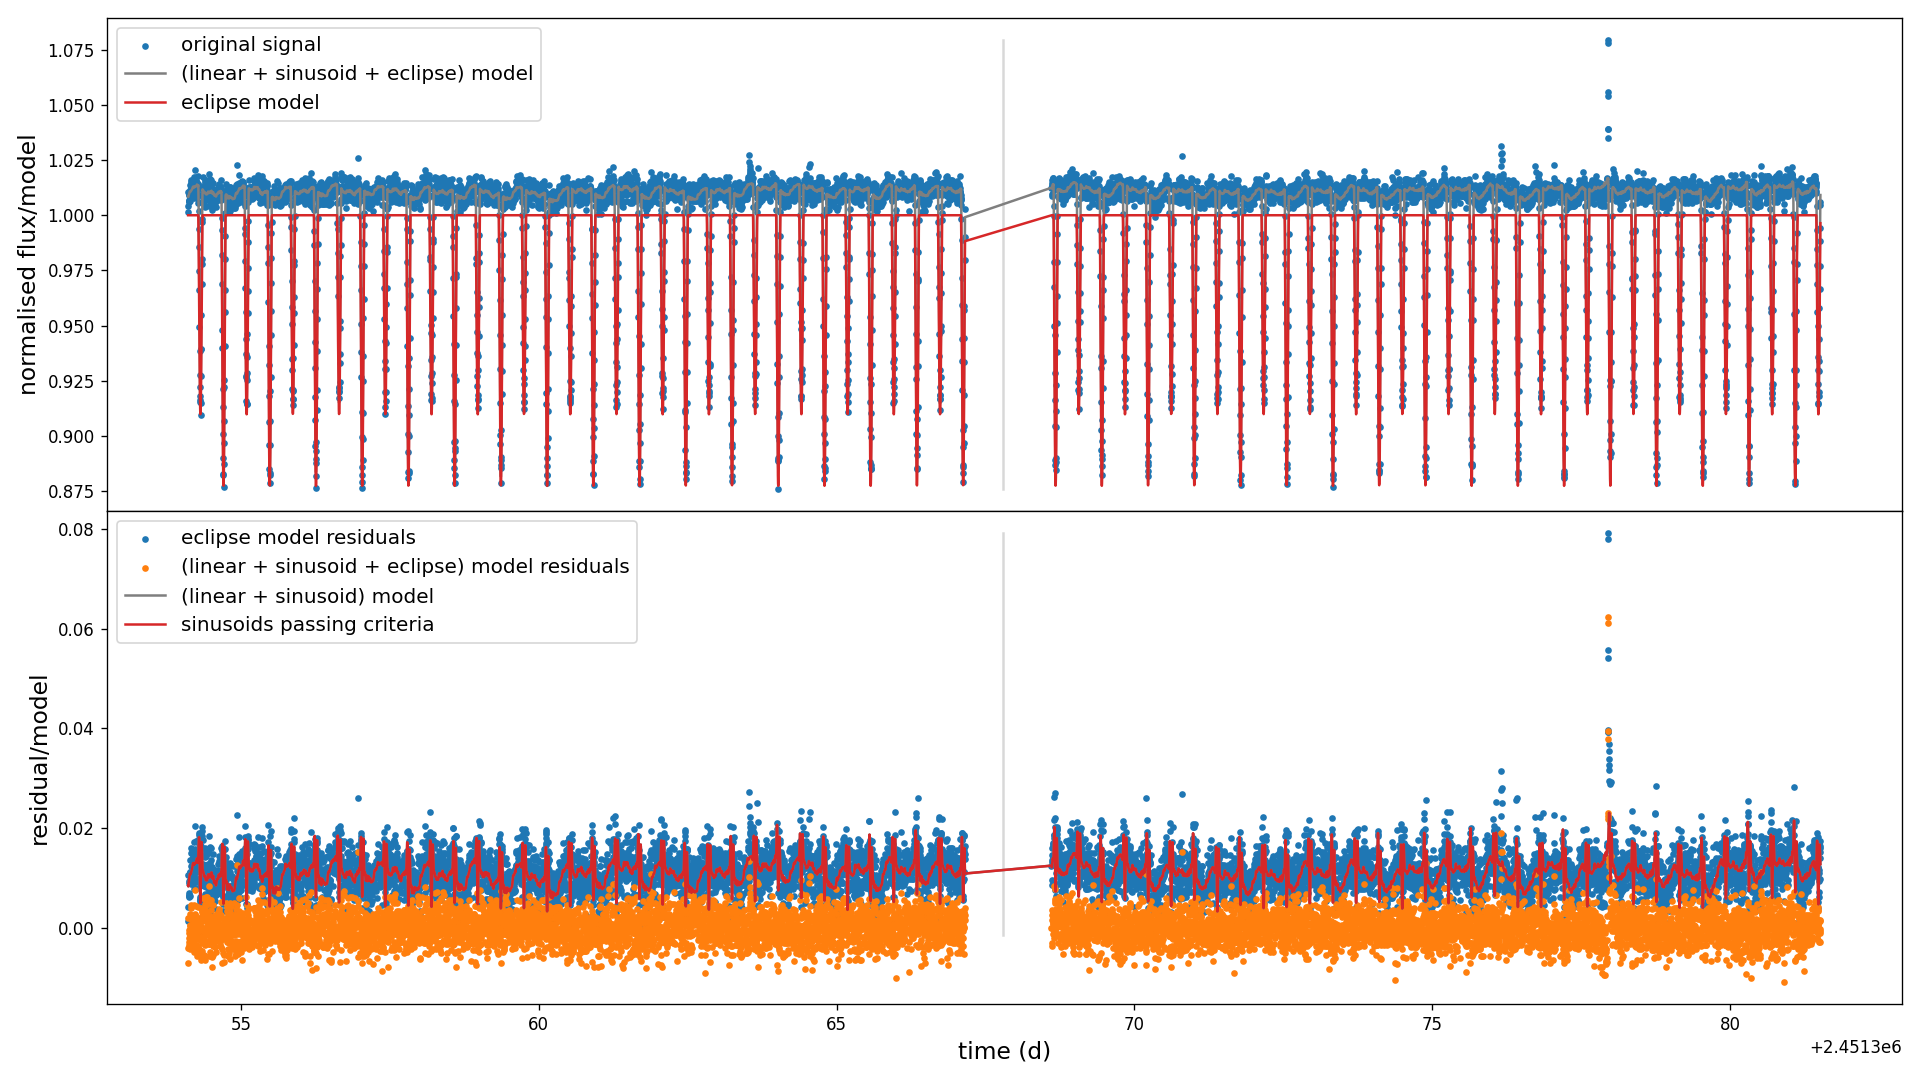 original signal
(linear + sinusoid + eclipse) model
eclipse model
normalised flux/model
1.075
1.050
1.025
1.000
0.975
0.950
0.925
0.900
0.875
eclipse model residuals
(linear + sinusoid + eclipse) model residuals
(linear + sinusoid) model
sinusoids passing criteria
residual/model
0.08
0.06
0.04
0.02
0.00
55 60 65 70 75 80
time (d)
+2.4513e6